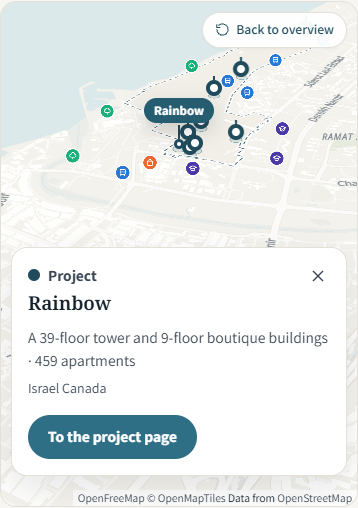 Back to overview
Rainbow
RAMAT
Cha
Project
Rainbow
A 39-floor tower and 9-floor boutique buildings
· 459 apartments
Israel Canada
To the project page
OpenFreeMap © OpenMapTiles Data from OpenStreetMap